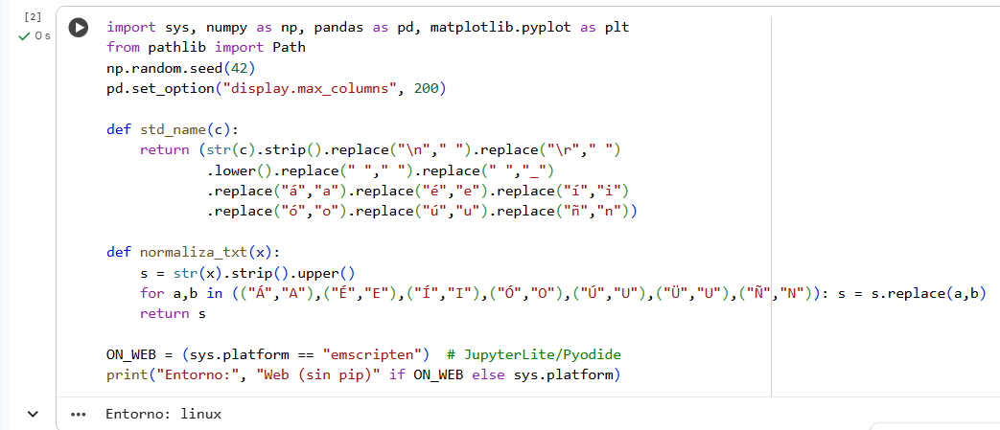 [2]
0 s
import sys, numpy as np, pandas as pd, matplotlib.pyplot as plt
from pathlib import Path
np.random.seed(42)
pd.set_option("display.max_columns", 200)
def std_name(c):
    return (str(c).strip().replace("\n"," ").replace("\r"," ")
            .lower().replace(" "," ").replace(" ","_")
            .replace("á","a").replace("é","e").replace("í","i")
            .replace("ó","o").replace("ú","u").replace("ñ","n"))
def normaliza_txt(x):
    s = str(x).strip().upper()
    for a,b in (("Á","A"),("É","E"),("Í","I"),("Ó","O"),("Ú","U"),("Ü","U"),("Ñ","N")): s = s.replace(a,b)
    return s
ON_WEB = (sys.platform == "emscripten")  # JupyterLite/Pyodide
print("Entorno:", "Web (sin pip)" if ON_WEB else sys.platform)
Entorno: linux